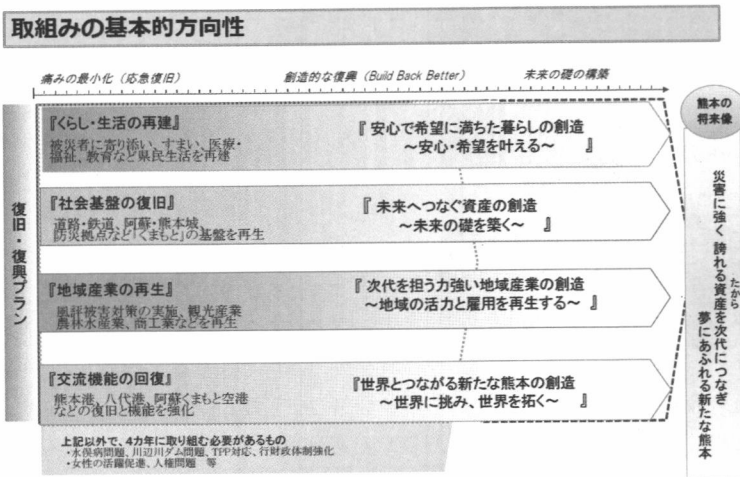 取組みの基本的方向性
痛みの最小化（応急復旧）
創造的な復興（Build Back Better）
未来の礎の構築
復旧・復興プラン
『くらし・生活の再建』
被災者に寄り添い、すまい、医療・
福祉、教育など県民生活を再建
『 安心で希望に満ちた暮らしの創造
～安心・希望を叶える～ 』
『社会基盤の復旧』
道路・鉄道、阿蘇・熊本城、
防災拠点など「くまもと」の基盤を再生
『 未来へつなぐ資産の創造
～未来の礎を築く～ 』
『地域産業の再生』
風評被害対策の実施、観光産業
農林水産業、商工業などを再生
『 次代を担う力強い地域産業の創造
～地域の活力と雇用を再生する～ 』
『交流機能の回復』
熊本港、八代港、阿蘇くまもと空港
などの復旧と機能を強化
『世界とつながる新たな熊本の創造
～世界に挑み、世界を拓く～ 』
上記以外で、4カ年に取り組む必要があるもの
・水俣病問題、川辺川ダム問題、TPP対応、行財政体制強化
・女性の活躍促進、人権問題 等
熊本の
将来像
災害に強く 誇れる資産を次代につなぎ
たから
夢にあふれる新たな熊本